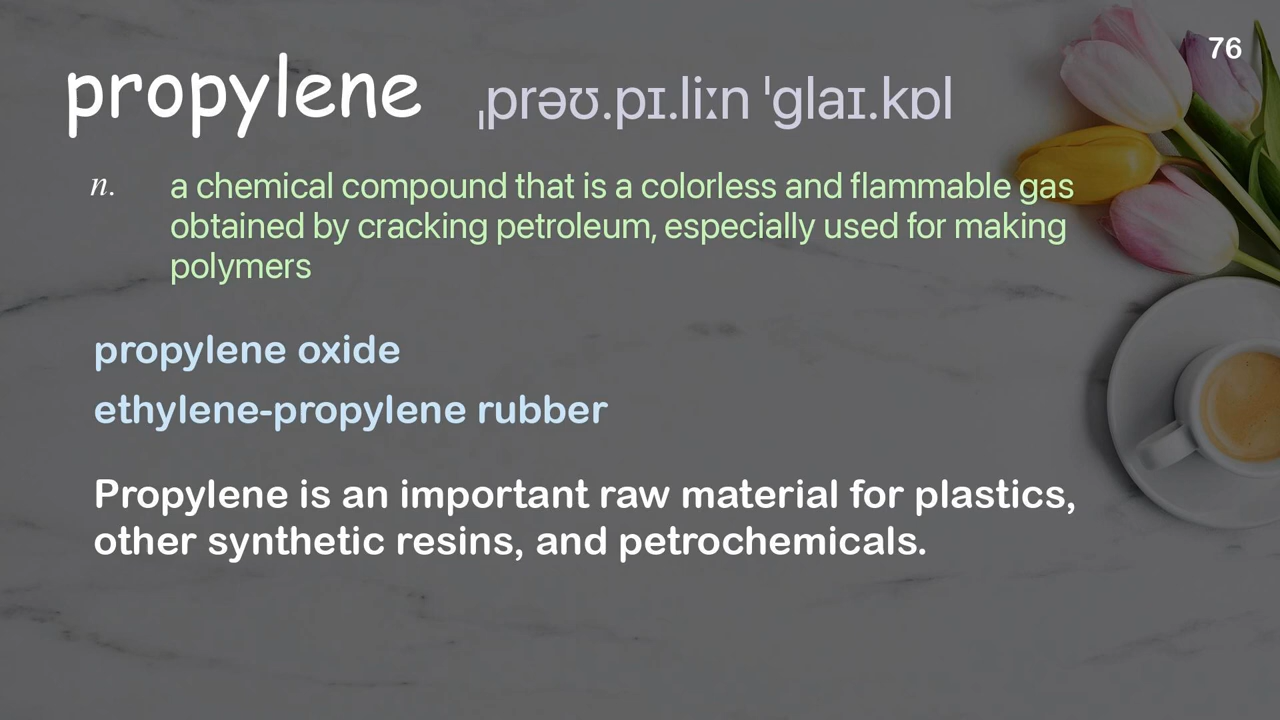 76
propylene ˌprəʊ.pɪ.liːn ˈglaɪ.kɒl
n. a chemical compound that is a colorless and flammable gas
obtained by cracking petroleum, especially used for making
polymers
propylene oxide
ethylene-propylene rubber
Propylene is an important raw material for plastics,
other synthetic resins, and petrochemicals.